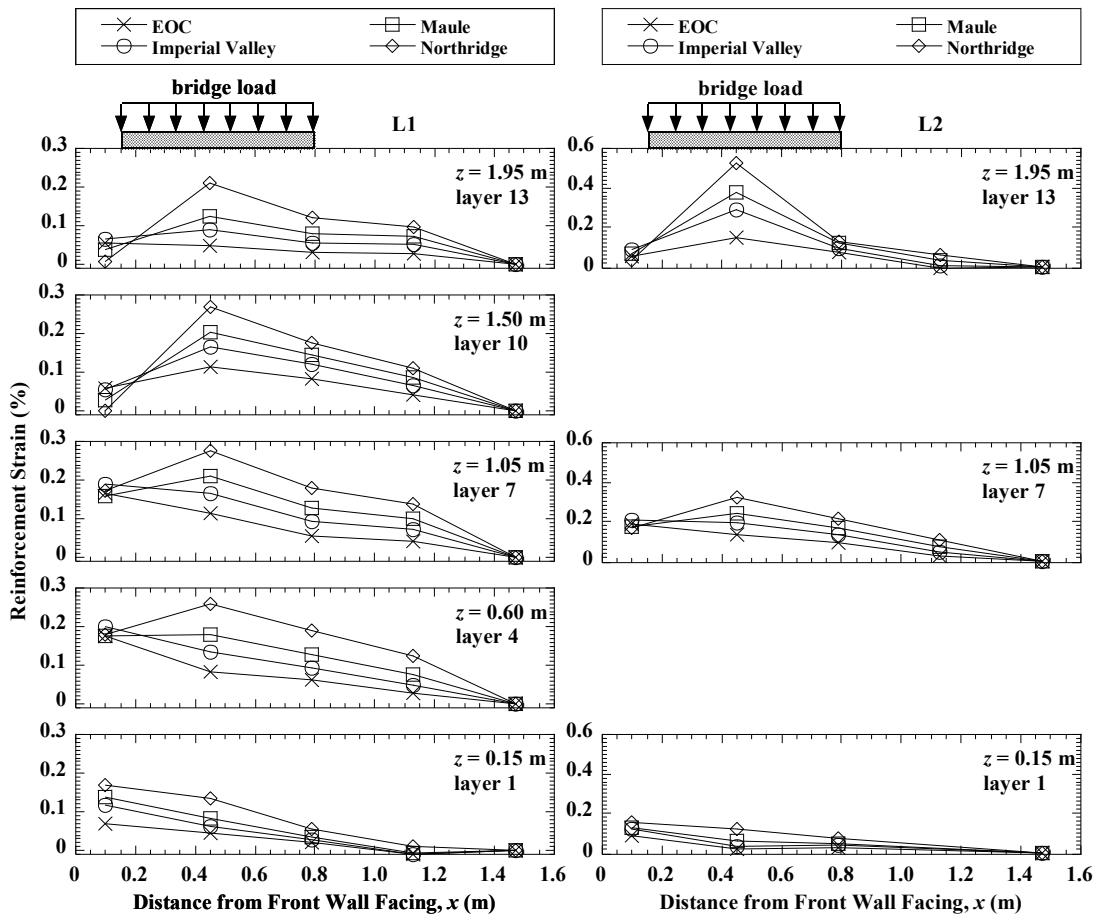 EOC
Maule
Imperial Valley
Northridge
EOC
Maule
Imperial Valley
Northridge
bridge load
L1
bridge load
L2
Reinforcement Strain (%)
0.3
0.2
0.1
0
z = 1.95 m
layer 13
0.6
0.4
0.2
0
z = 1.95 m
layer 13
0.3
0.2
0.1
0
z = 1.50 m
layer 10
0.3
0.2
0.1
0
z = 1.05 m
layer 7
0.6
0.4
0.2
0
z = 1.05 m
layer 7
0.3
0.2
0.1
0
z = 0.60 m
layer 4
0.3
0.2
0.1
0
z = 0.15 m
layer 1
0.6
0.4
0.2
0
z = 0.15 m
layer 1
0 0.2 0.4 0.6 0.8 1.0 1.2 1.4 1.6
0 0.2 0.4 0.6 0.8 1.0 1.2 1.4 1.6
Distance from Front Wall Facing, x (m)
Distance from Front Wall Facing, x (m)